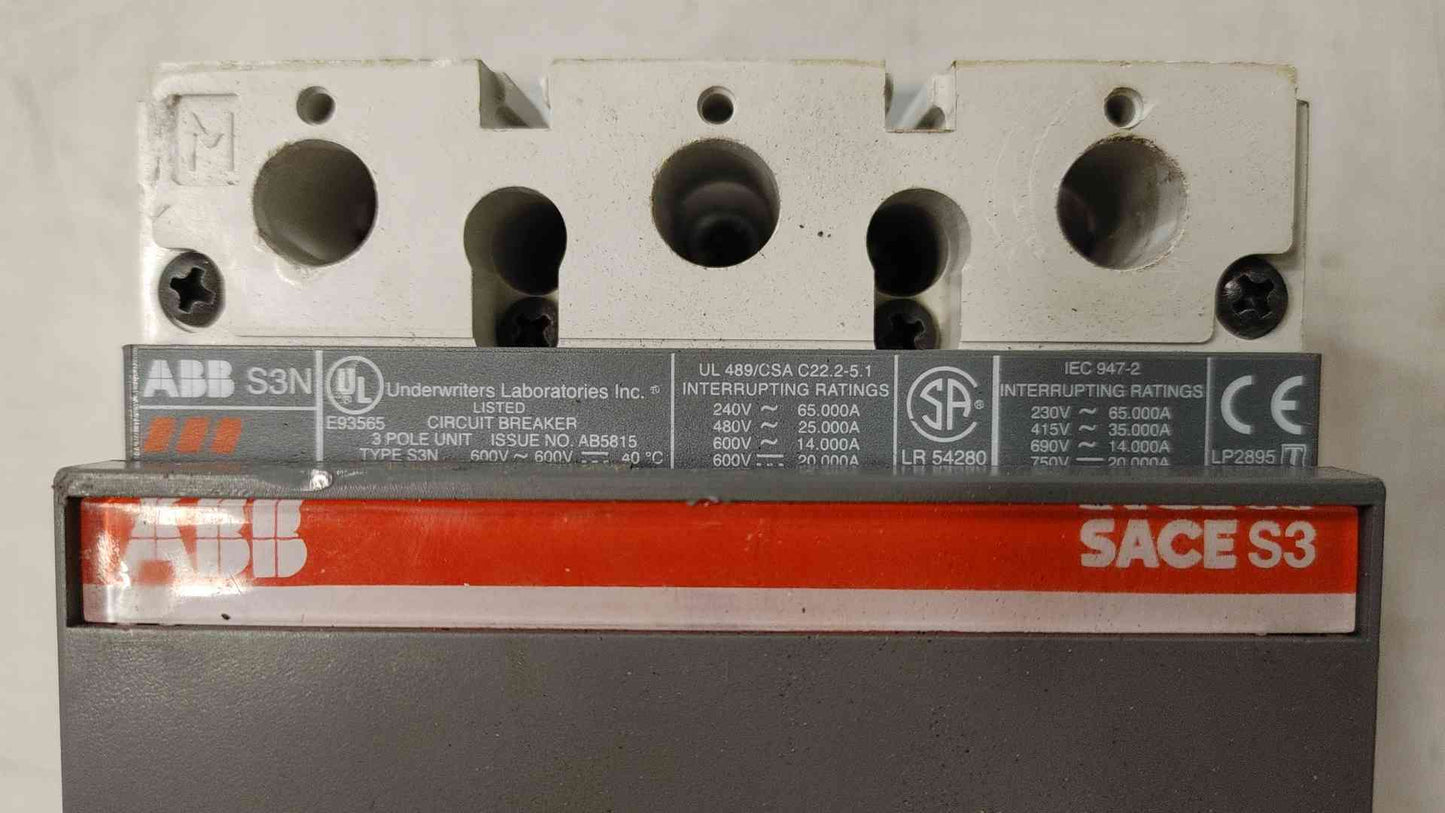 ABB S3N
UL
Underwriters Laboratories Inc. ®
LISTED
E93565 CIRCUIT BREAKER
3 POLE UNIT ISSUE NO. AB5815
TYPE S3N 600V ~ 600V ⎓ 40 °C
UL 489/CSA C22.2-5.1
INTERRUPTING RATINGS
240V ~ 65.000A
480V ~ 25.000A
600V ~ 14.000A
600V ⎓ 20.000A
SA ®
LR 54280
IEC 947-2
INTERRUPTING RATINGS
230V ~ 65.000A
415V ~ 35.000A
690V ~ 14.000A
750V ⎓ 20.000A
CE
LP2895 T
ABB
SACE S3